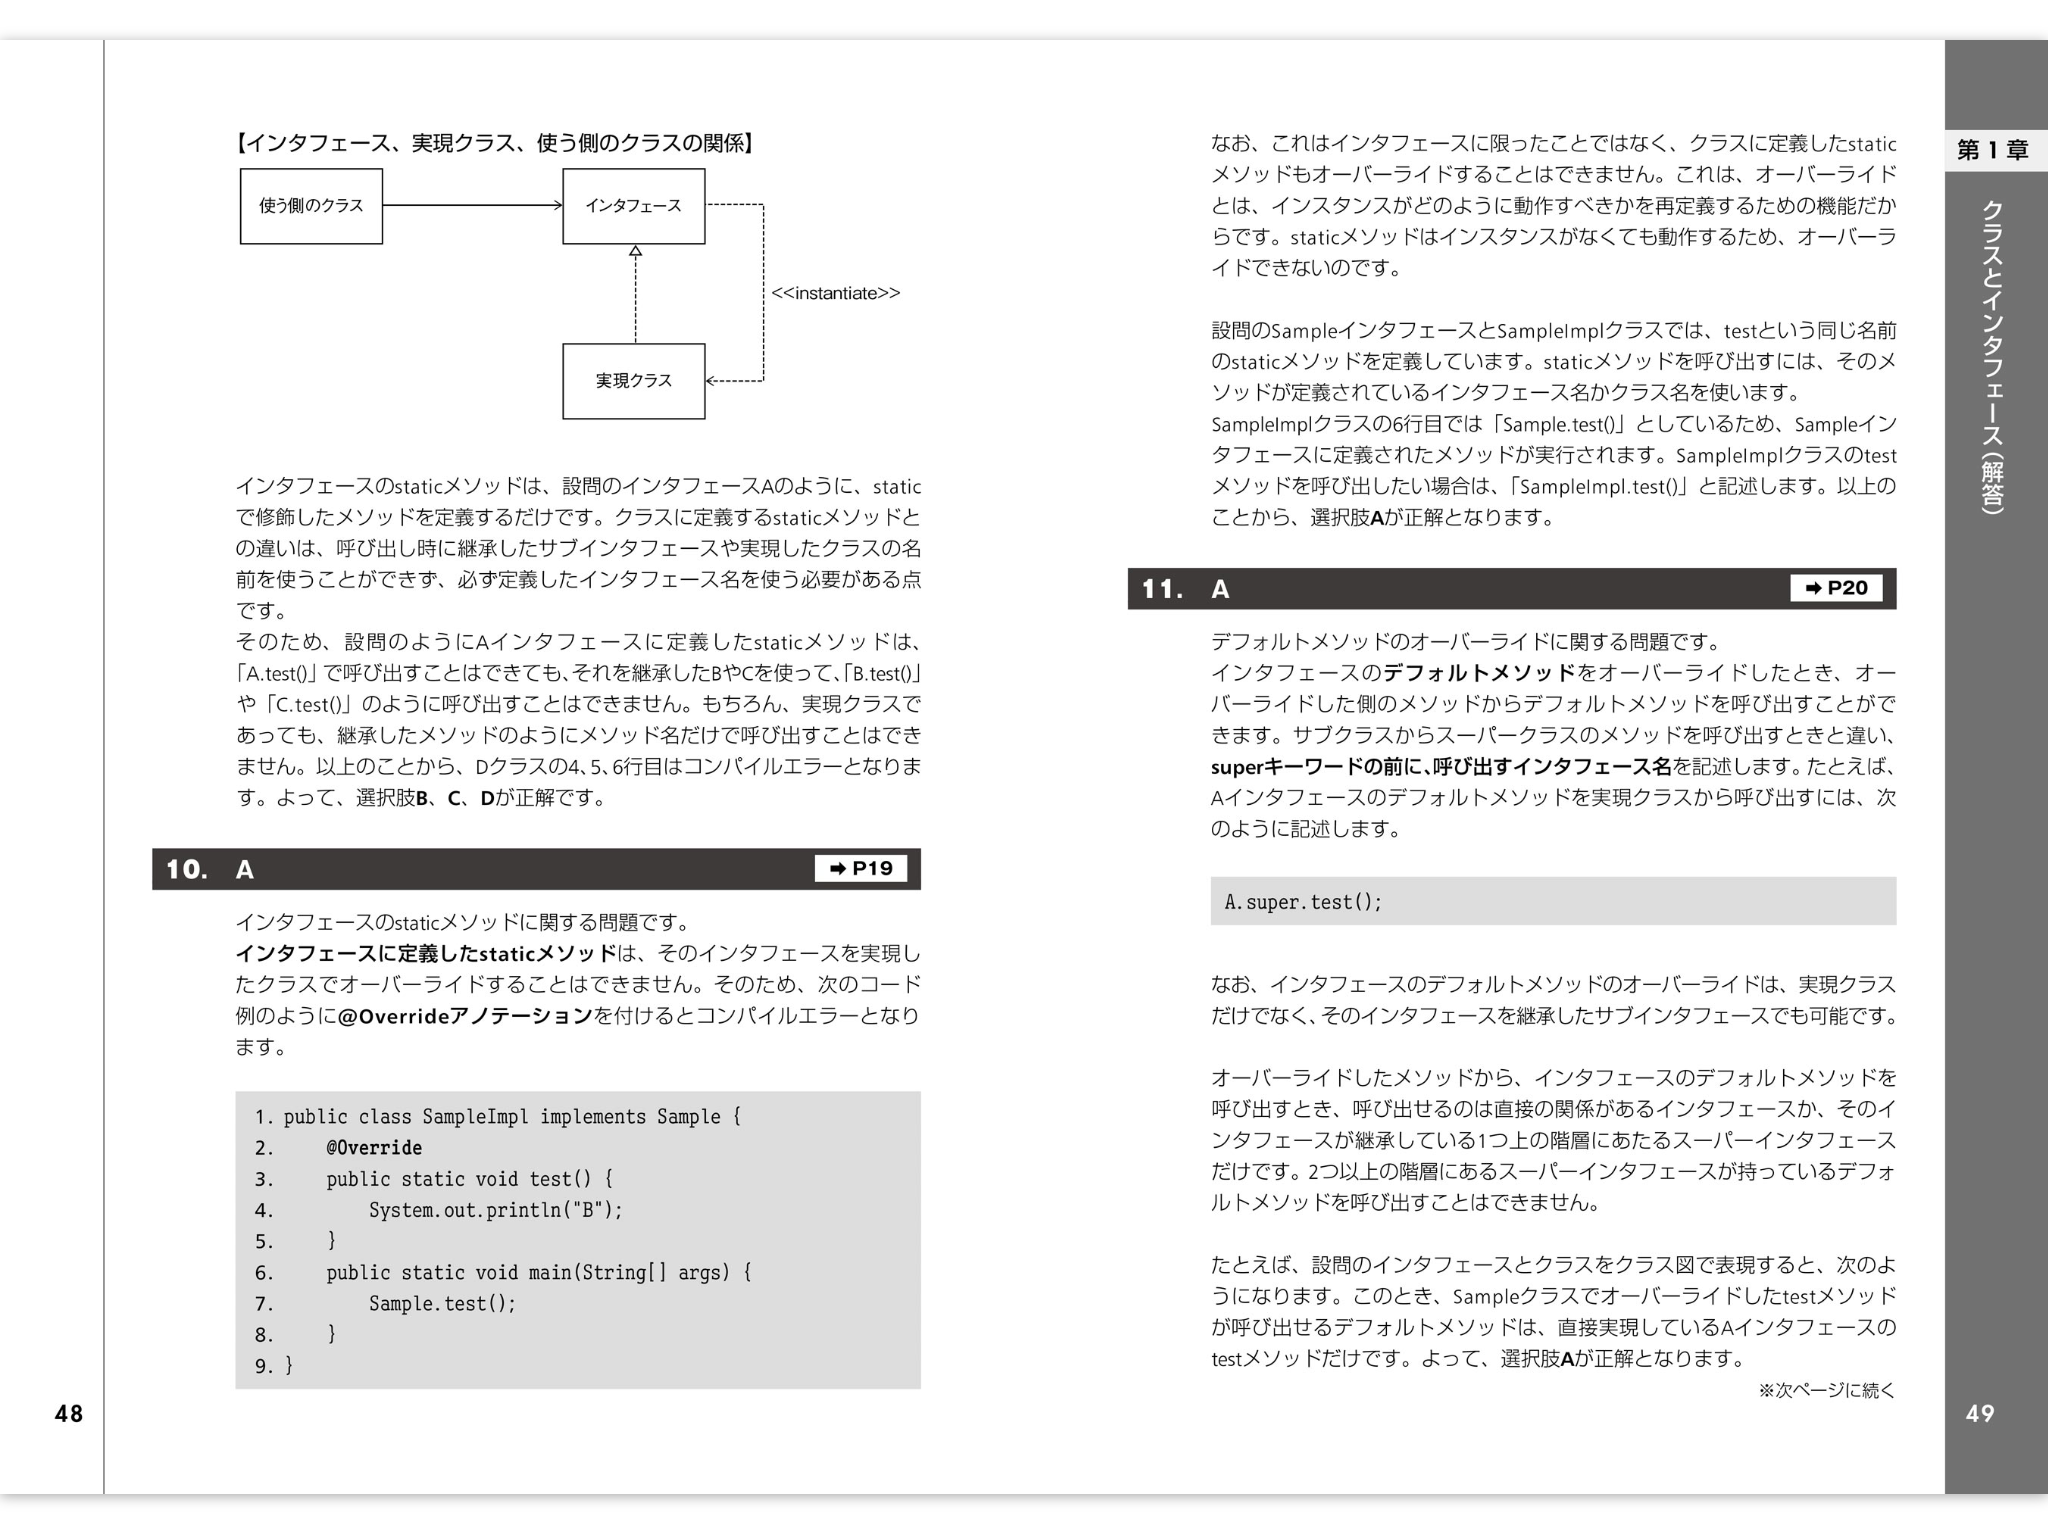 【インタフェース、実現クラス、使う側のクラスの関係】
使う側のクラス
インタフェース
<<instantiate>>
実現クラス
インタフェースのstaticメソッドは、設問のインタフェースAのように、static
で修飾したメソッドを定義するだけです。クラスに定義するstaticメソッドと
の違いは、呼び出し時に継承したサブインタフェースや実現したクラスの名
前を使うことができず、必ず定義したインタフェース名を使う必要がある点
です。
そのため、設問のようにAインタフェースに定義したstaticメソッドは、
「A.test()」で呼び出すことはできても、それを継承したBやCを使って、「B.test()」
や「C.test()」のように呼び出すことはできません。もちろん、実現クラスで
あっても、継承したメソッドのようにメソッド名だけで呼び出すことはでき
ません。以上のことから、Dクラスの4、5、6行目はコンパイルエラーとなりま
す。よって、選択肢B、C、Dが正解です。
10. A ➡ P19
インタフェースのstaticメソッドに関する問題です。
インタフェースに定義したstaticメソッドは、そのインタフェースを実現し
たクラスでオーバーライドすることはできません。そのため、次のコード
例のように@Overrideアノテーションを付けるとコンパイルエラーとなり
ます。
1. public class SampleImpl implements Sample {
2.     @Override
3.     public static void test() {
4.         System.out.println("B");
5.     }
6.     public static void main(String[] args) {
7.         Sample.test();
8.     }
9. }
48
なお、これはインタフェースに限ったことではなく、クラスに定義したstatic
メソッドもオーバーライドすることはできません。これは、オーバーライド
とは、インスタンスがどのように動作すべきかを再定義するための機能だか
らです。staticメソッドはインスタンスがなくても動作するため、オーバーラ
イドできないのです。
設問のSampleインタフェースとSampleImplクラスでは、testという同じ名前
のstaticメソッドを定義しています。staticメソッドを呼び出すには、そのメ
ソッドが定義されているインタフェース名かクラス名を使います。
SampleImplクラスの6行目では「Sample.test()」としているため、Sampleイン
タフェースに定義されたメソッドが実行されます。SampleImplクラスのtest
メソッドを呼び出したい場合は、「SampleImpl.test()」と記述します。以上の
ことから、選択肢Aが正解となります。
11. A ➡ P20
デフォルトメソッドのオーバーライドに関する問題です。
インタフェースのデフォルトメソッドをオーバーライドしたとき、オー
バーライドした側のメソッドからデフォルトメソッドを呼び出すことがで
きます。サブクラスからスーパークラスのメソッドを呼び出すときと違い、
superキーワードの前に、呼び出すインタフェース名を記述します。たとえば、
Aインタフェースのデフォルトメソッドを実現クラスから呼び出すには、次
のように記述します。
A.super.test();
なお、インタフェースのデフォルトメソッドのオーバーライドは、実現クラス
だけでなく、そのインタフェースを継承したサブインタフェースでも可能です。
オーバーライドしたメソッドから、インタフェースのデフォルトメソッドを
呼び出すとき、呼び出せるのは直接の関係があるインタフェースか、そのイ
ンタフェースが継承している1つ上の階層にあたるスーパーインタフェース
だけです。2つ以上の階層にあるスーパーインタフェースが持っているデフォ
ルトメソッドを呼び出すことはできません。
たとえば、設問のインタフェースとクラスをクラス図で表現すると、次のよ
うになります。このとき、Sampleクラスでオーバーライドしたtestメソッド
が呼び出せるデフォルトメソッドは、直接実現しているAインタフェースの
testメソッドだけです。よって、選択肢Aが正解となります。
※次ページに続く
第1章
クラスとインタフェース(解答)
49